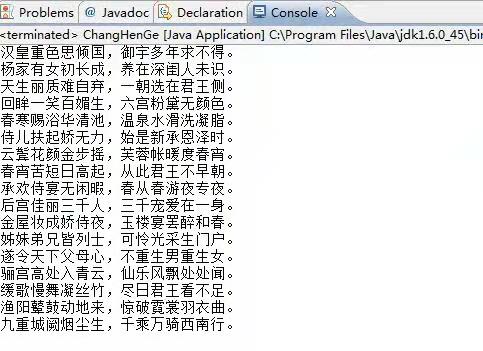 Problems @ Javadoc Declaration Console
<terminated> ChangHenGe [Java Application] C:\Program Files\Java\jdk1.6.0_45\bin
汉皇重色思倾国，御宇多年求不得。
杨家有女初长成，养在深闺人未识。
天生丽质难自弃，一朝选在君王侧。
回眸一笑百媚生，六宫粉黛无颜色。
春寒赐浴华清池，温泉水滑洗凝脂。
侍儿扶起娇无力，始是新承恩泽时。
云鬓花颜金步摇，芙蓉帐暖度春宵。
春宵苦短日高起，从此君王不早朝。
承欢侍宴无闲暇，春从春游夜专夜。
后宫佳丽三千人，三千宠爱在一身。
金屋妆成娇侍夜，玉楼宴罢醉和春。
姊妹弟兄皆列士，可怜光采生门户。
遂令天下父母心，不重生男重生女。
骊宫高处入青云，仙乐风飘处处闻。
缓歌慢舞凝丝竹，尽日君王看不足。
渔阳鼙鼓动地来，惊破霓裳羽衣曲。
九重城阙烟尘生，千乘万骑西南行。